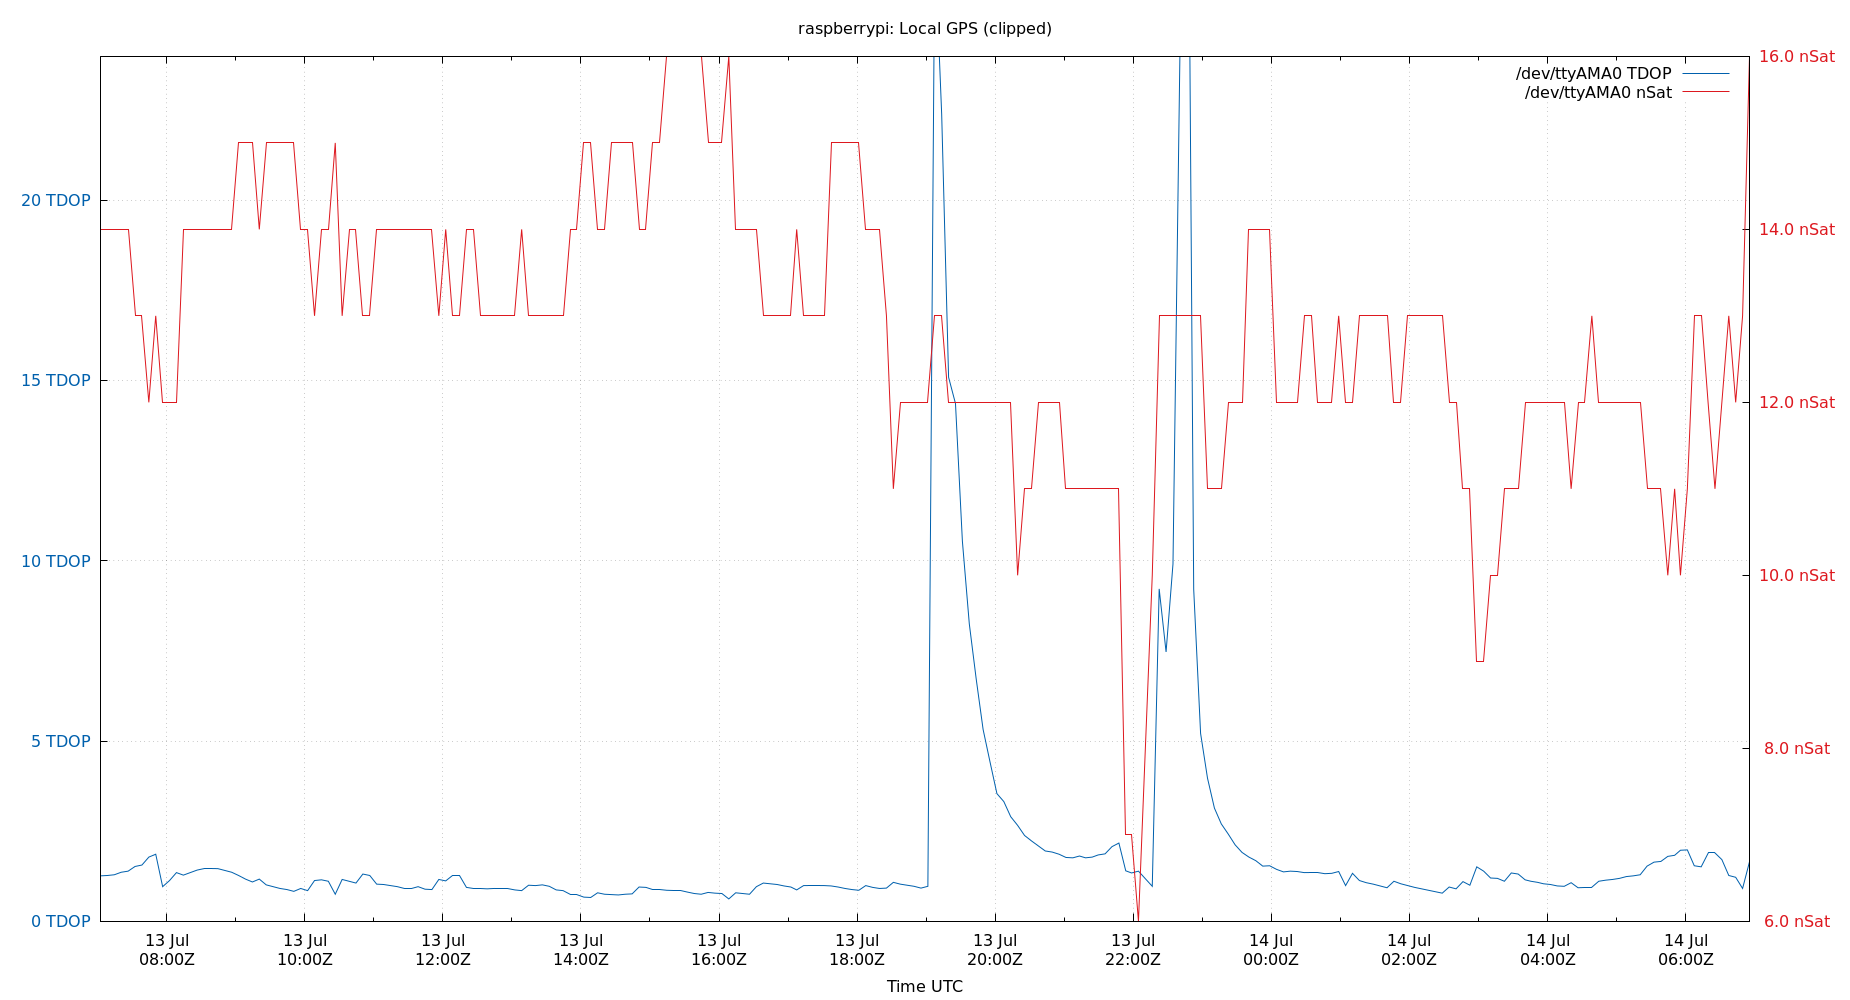 raspberrypi: Local GPS (clipped)
16.0 nSat
/dev/ttyAMA0 TDOP
/dev/ttyAMA0 nSat
20 TDOP
14.0 nSat
15 TDOP
12.0 nSat
10 TDOP
10.0 nSat
5 TDOP
8.0 nSat
0 TDOP
6.0 nSat
13 Jul 13 Jul 13 Jul 13 Jul 13 Jul 13 Jul 13 Jul 13 Jul 14 Jul 14 Jul 14 Jul 14 Jul
08:00Z 10:00Z 12:00Z 14:00Z 16:00Z 18:00Z 20:00Z 22:00Z 00:00Z 02:00Z 04:00Z 06:00Z
Time UTC